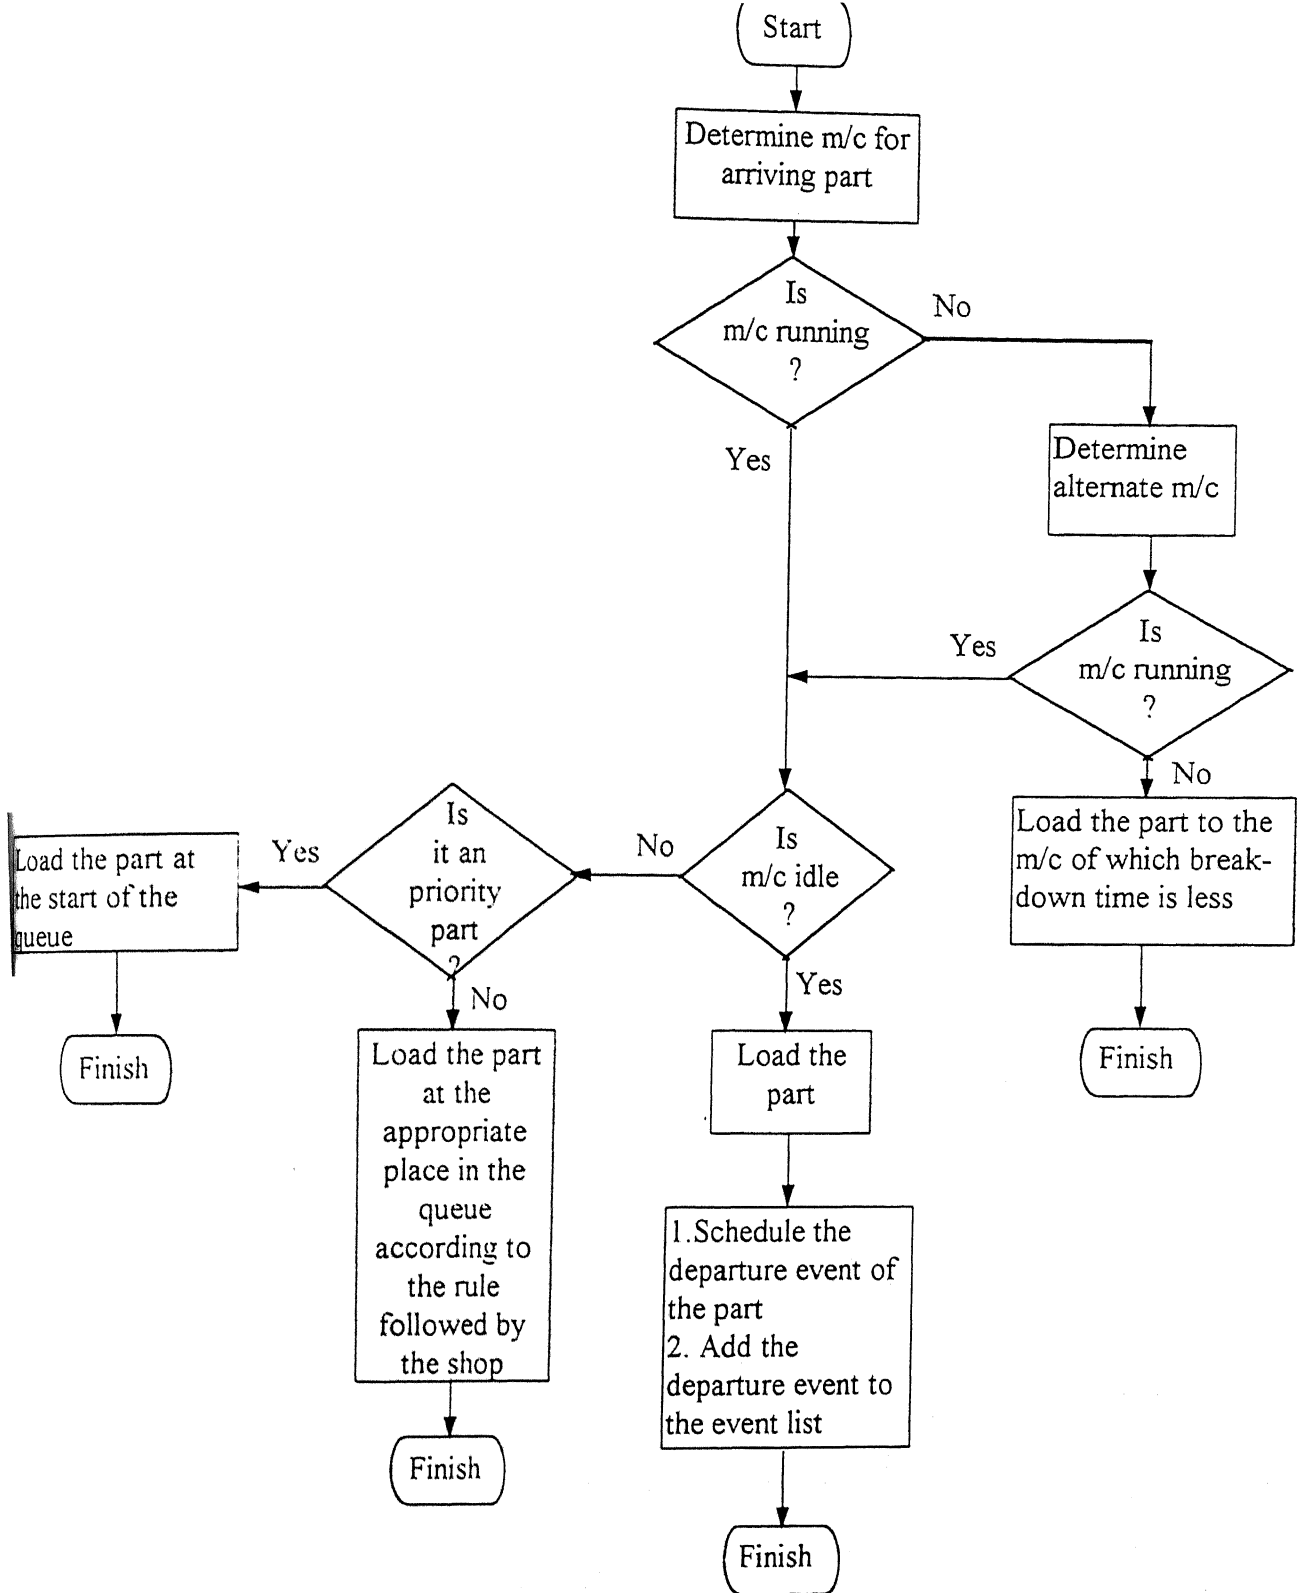 Start
Determine m/c for
arriving part
Is
m/c running
?
No
Yes
Determine
alternate m/c
Is
m/c running
?
Yes
No
Load the part to the
m/c of which break-
down time is less
Finish
Is
m/c idle
?
No
Yes
Is
it an
priority
part
?
Yes
No
Load the part at
the start of the
queue
Finish
Load the part
at the
appropriate
place in the
queue
according to
the rule
followed by
the shop
Finish
Load the
part
1.Schedule the
departure event of
the part
2. Add the
departure event to
the event list
Finish